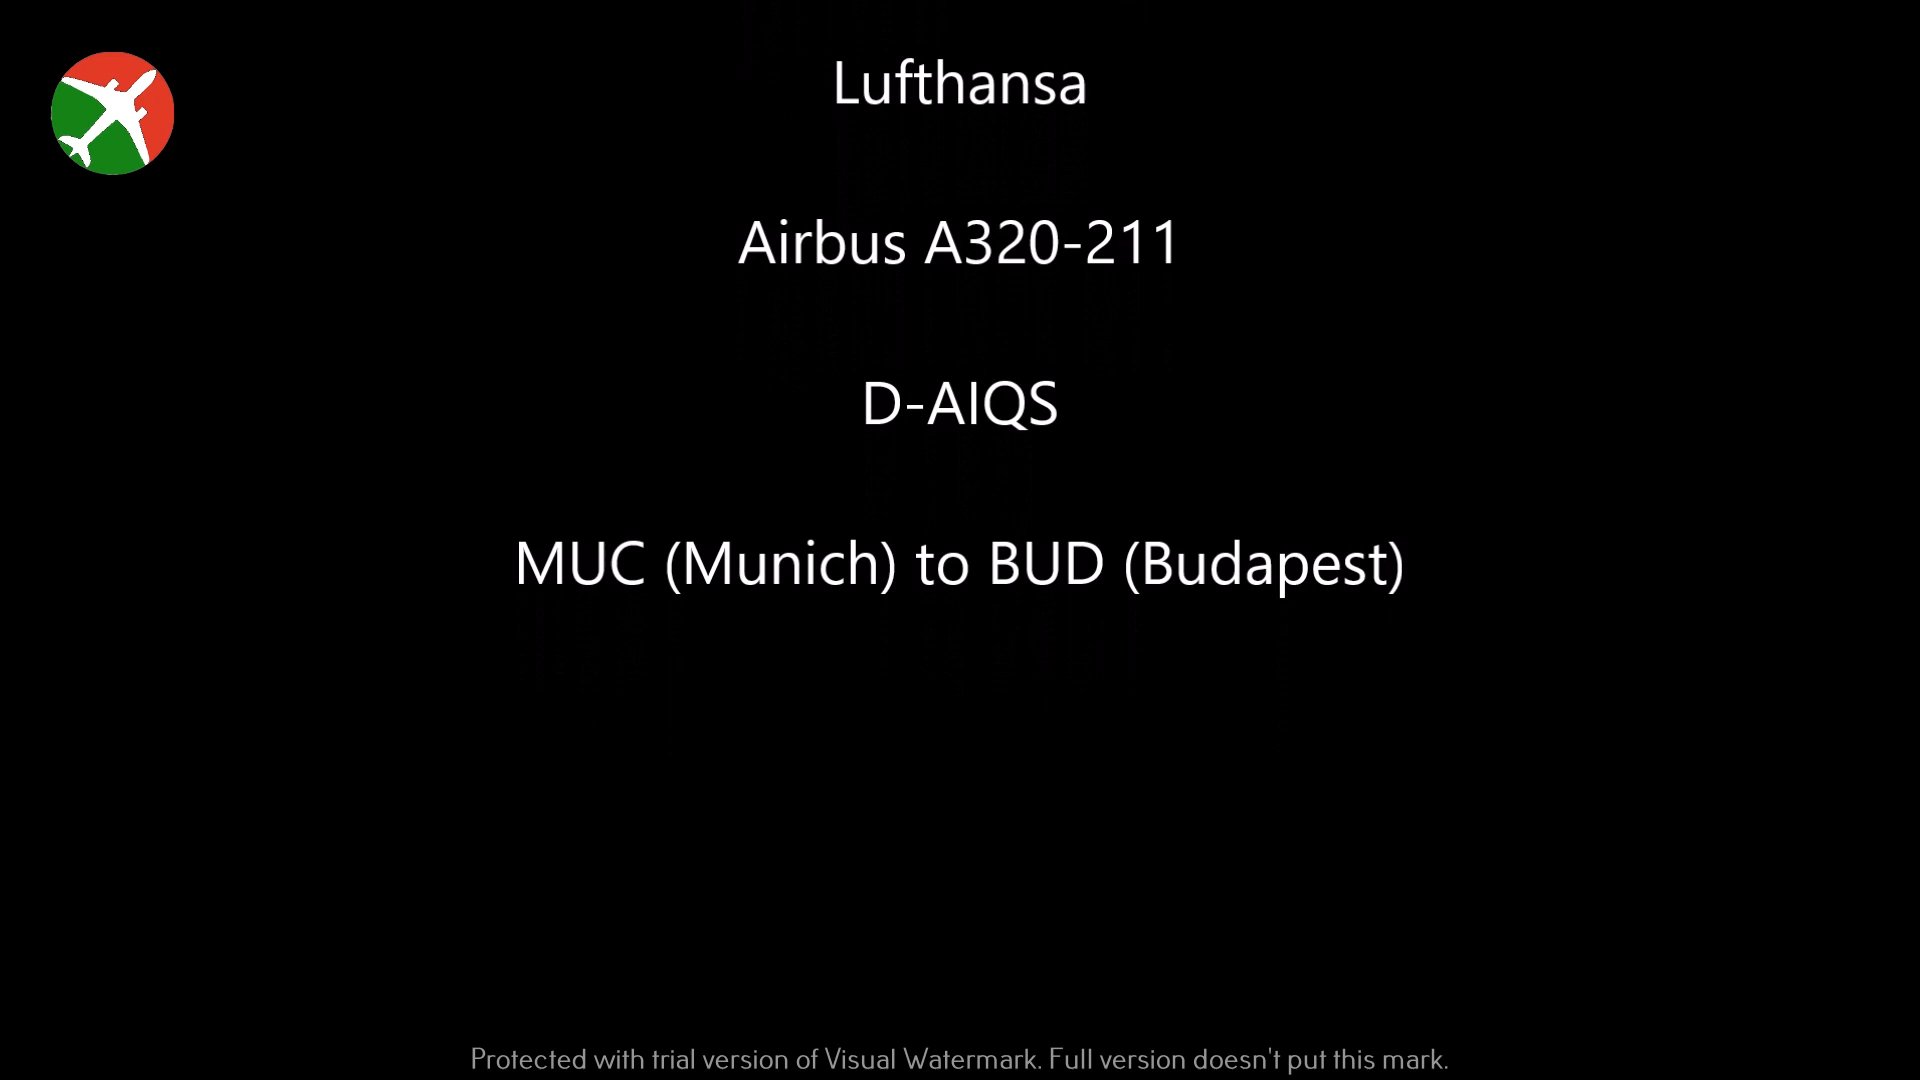 Lufthansa
Airbus A320-211
D-AIQS
MUC (Munich) to BUD (Budapest)
Protected with trial version of Visual Watermark. Full version doesn't put this mark.